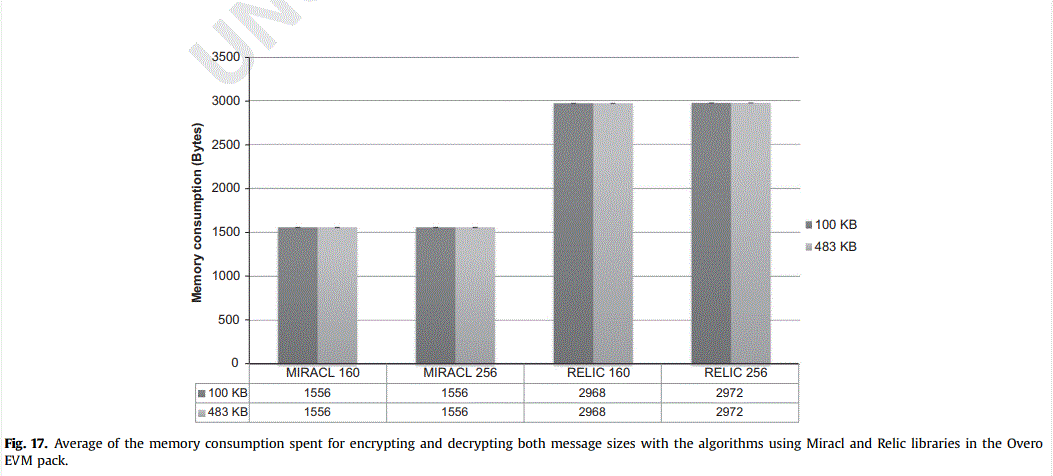 UN
3500
3000
2500
2000
1500
1000
500
0
Memory consumption (Bytes)
100 KB
483 KB
MIRACL 160 MIRACL 256 RELIC 160 RELIC 256
100 KB 1556 1556 2968 2972
483 KB 1556 1556 2968 2972
Fig. 17. Average of the memory consumption spent for encrypting and decrypting both message sizes with the algorithms using Miracl and Relic libraries in the Overo
EVM pack.